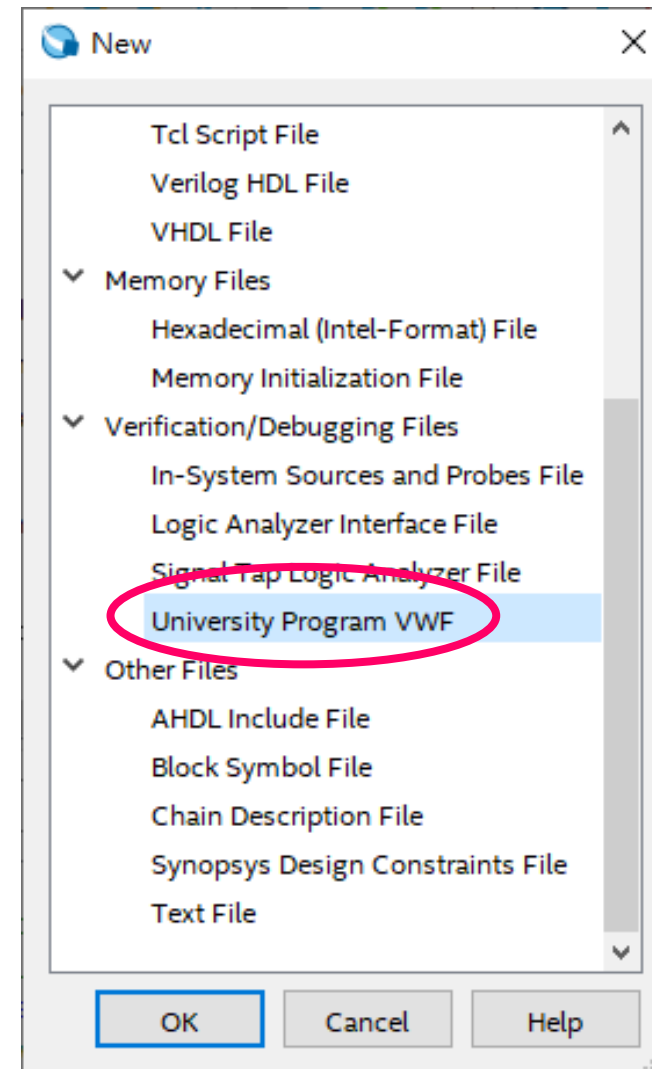 New
Tcl Script File
Verilog HDL File
VHDL File
Memory Files
Hexadecimal (Intel-Format) File
Memory Initialization File
Verification/Debugging Files
In-System Sources and Probes File
Logic Analyzer Interface File
Signal Tap Logic Analyzer File
University Program VWF
Other Files
AHDL Include File
Block Symbol File
Chain Description File
Synopsys Design Constraints File
Text File
OK Cancel Help